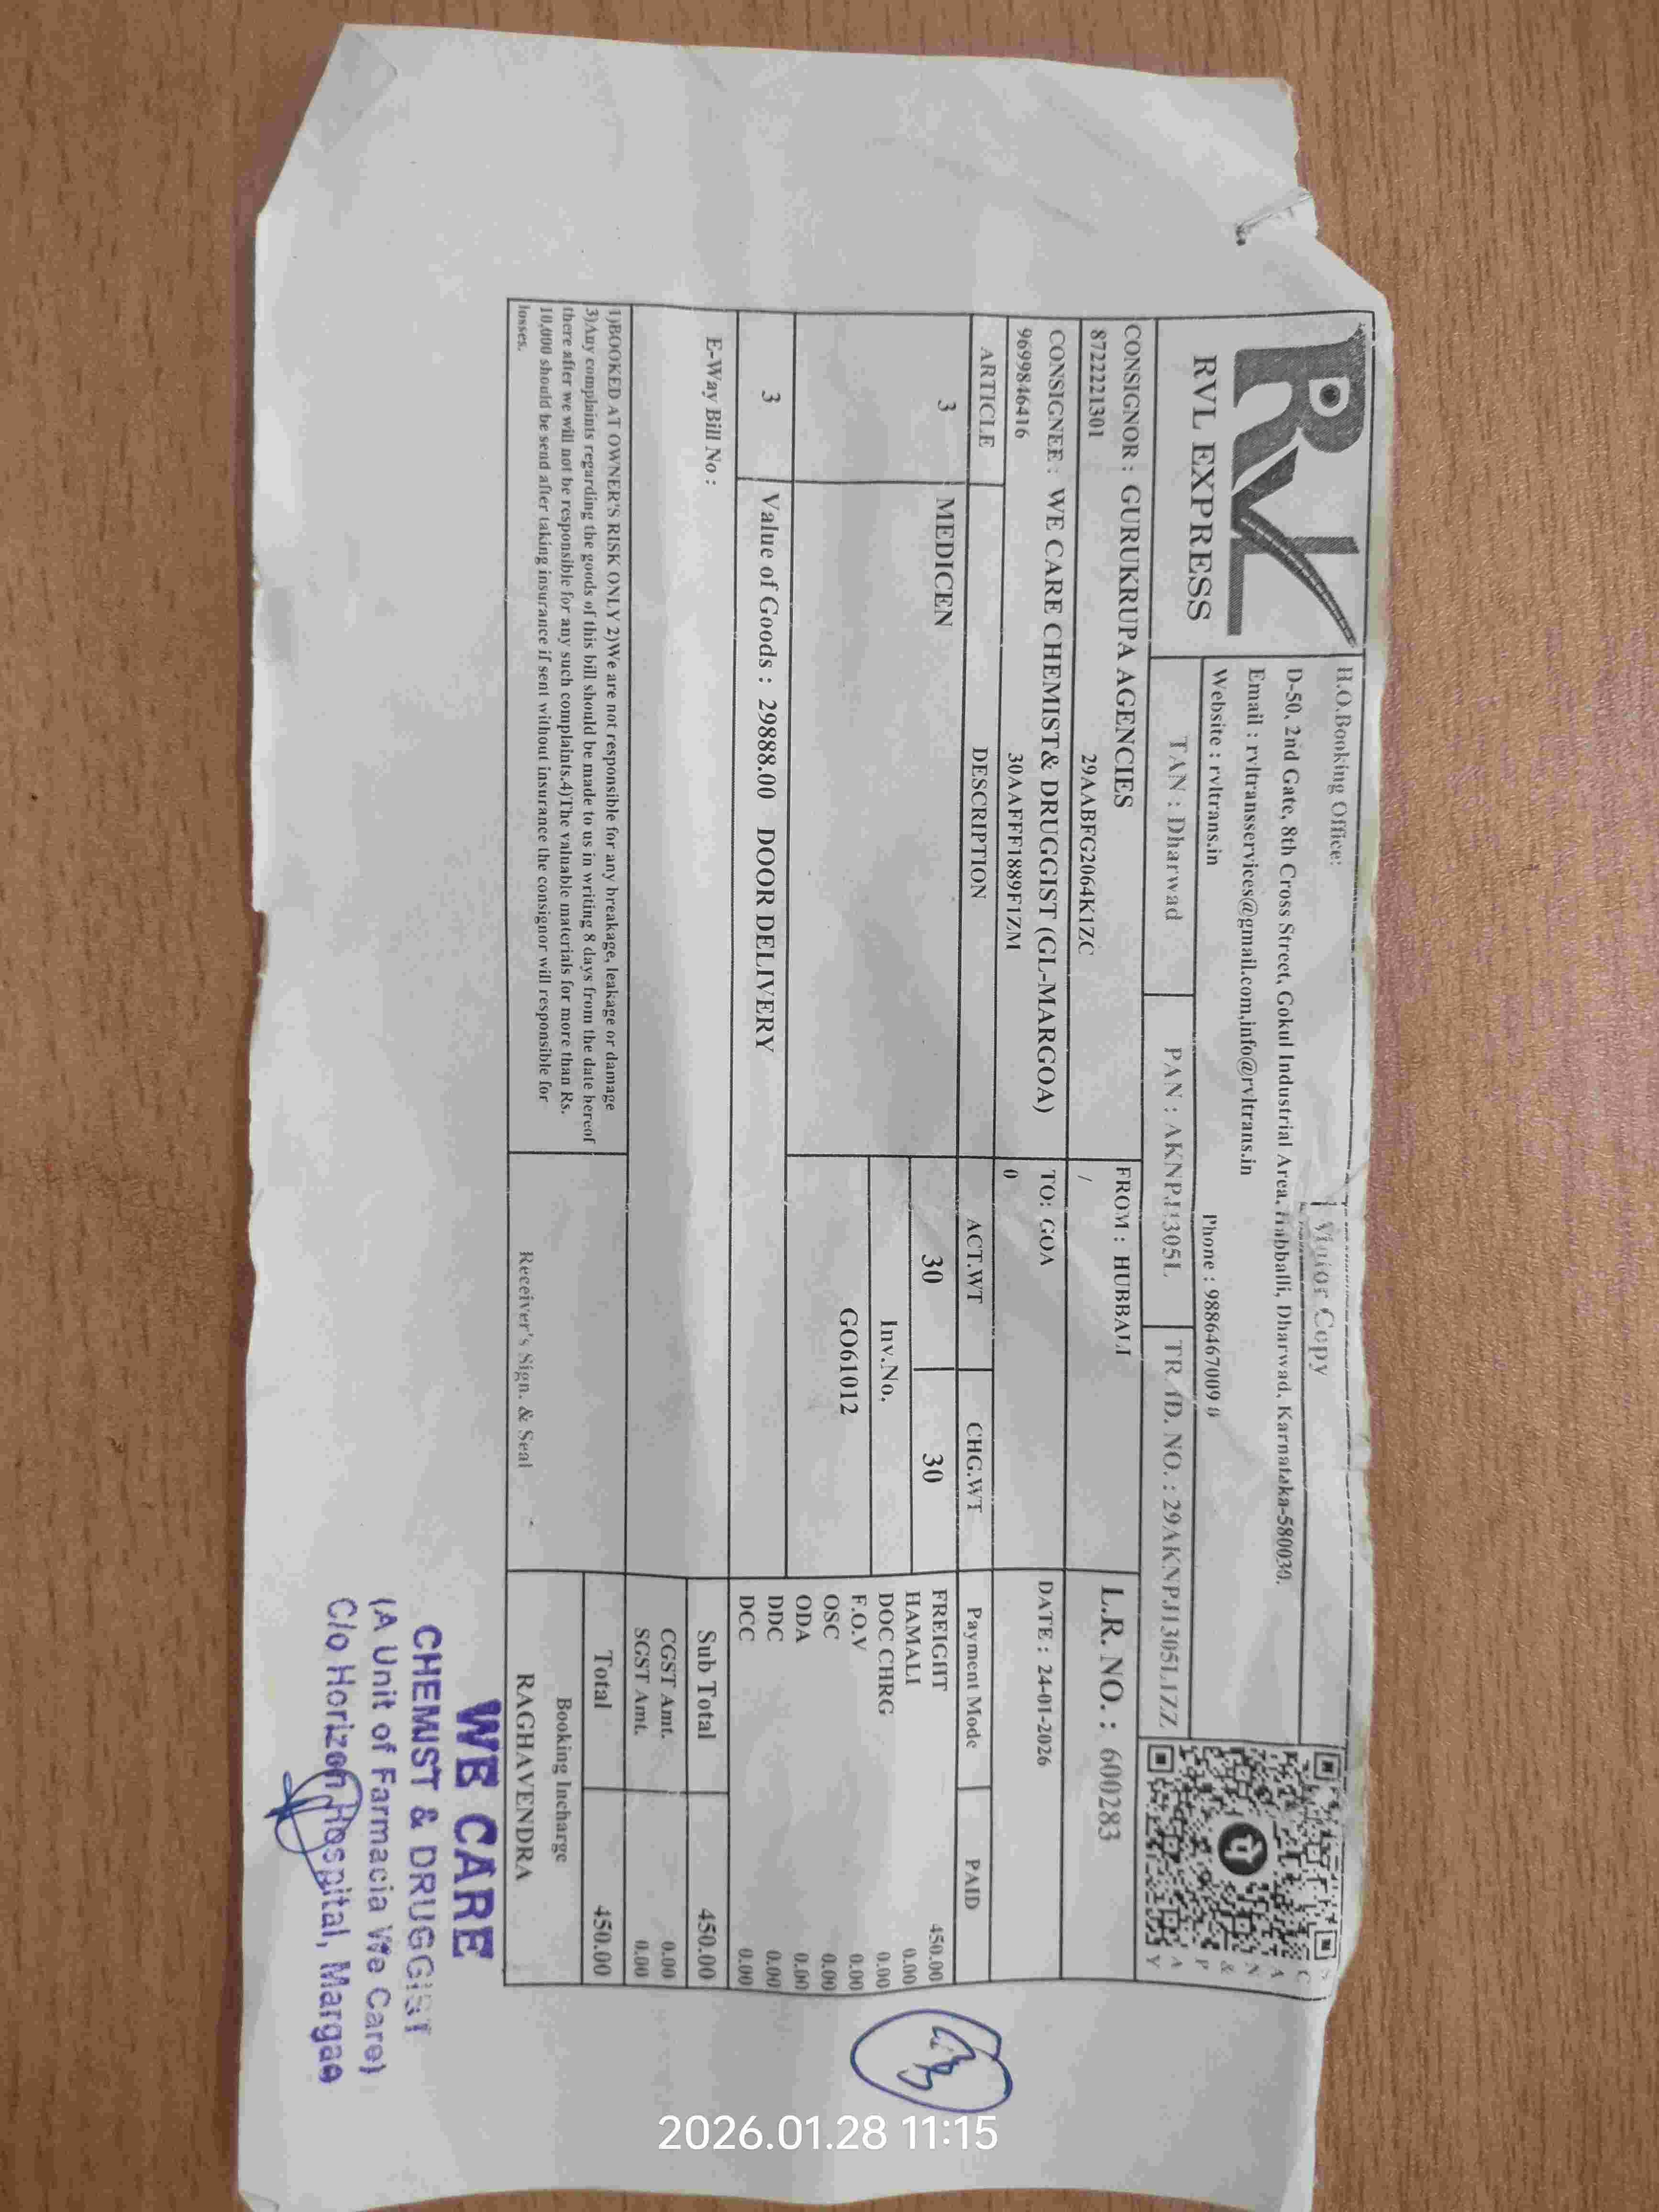 RVL
RVL EXPRESS
H.O.Booking Office:
Copy
D-50, 2nd Gate, 8th Cross Street, Gokul Industrial Area, Habballi, Dharwad, Karnataka-580030.
Email : rvltransservices@gmail.com,info@rvltrans.in
Website : rvltrans.in Phone : 9886467009 0
SCAN & PAY
TAN : Dharwad PAN : AKNPJ1305L TR ID. NO. : 29AKNPJ1305L1ZZ
CONSIGNOR : GURUKRUPA AGENCIES FROM : HUBBALI L.R. NO. : 600283
8722221301 29AABFG2064K1ZC /
CONSIGNEE : WE CARE CHEMIST& DRUGGIST (GL-MARGOA) TO: GOA DATE : 24-01-2026
9699846416 30AAFFF1889F1ZM 0
ARTICLE DESCRIPTION ACT.WT CHG.WT Payment Mode PAID
3 MEDICEN 30 30 FREIGHT 450.00
HAMALI 0.00
Inv.No. DOC CHRG 0.00
GO61012 F.O.V 0.00
OSC 0.00
ODA 0.00
3 Value of Goods : 29888.00 DOOR DELIVERY DDC 0.00
DCC 0.00
E-Way Bill No : Sub Total 450.00
CGST Amt. 0.00
SGST Amt. 0.00
Total 450.00
1)BOOKED AT OWNER'S RISK ONLY 2)We are not responsible for any breakage, leakage or damage
3)Any complaints regarding the goods of this bill should be made to us in writing 8 days from the date hereof
there after we will not be responsible for any such complaints.4)The valuable materials for more than Rs.
10,000 should be send after taking insurance if sent without insurance the consignor will responsible for
losses.
Receiver's Sign. & Seal
Booking Incharge
RAGHAVENDRA
WE CARE
CHEMIST & DRUGGIST
(A Unit of Farmacia We Care)
C/o Horizon Hospital, Margao
2026.01.28 11:15